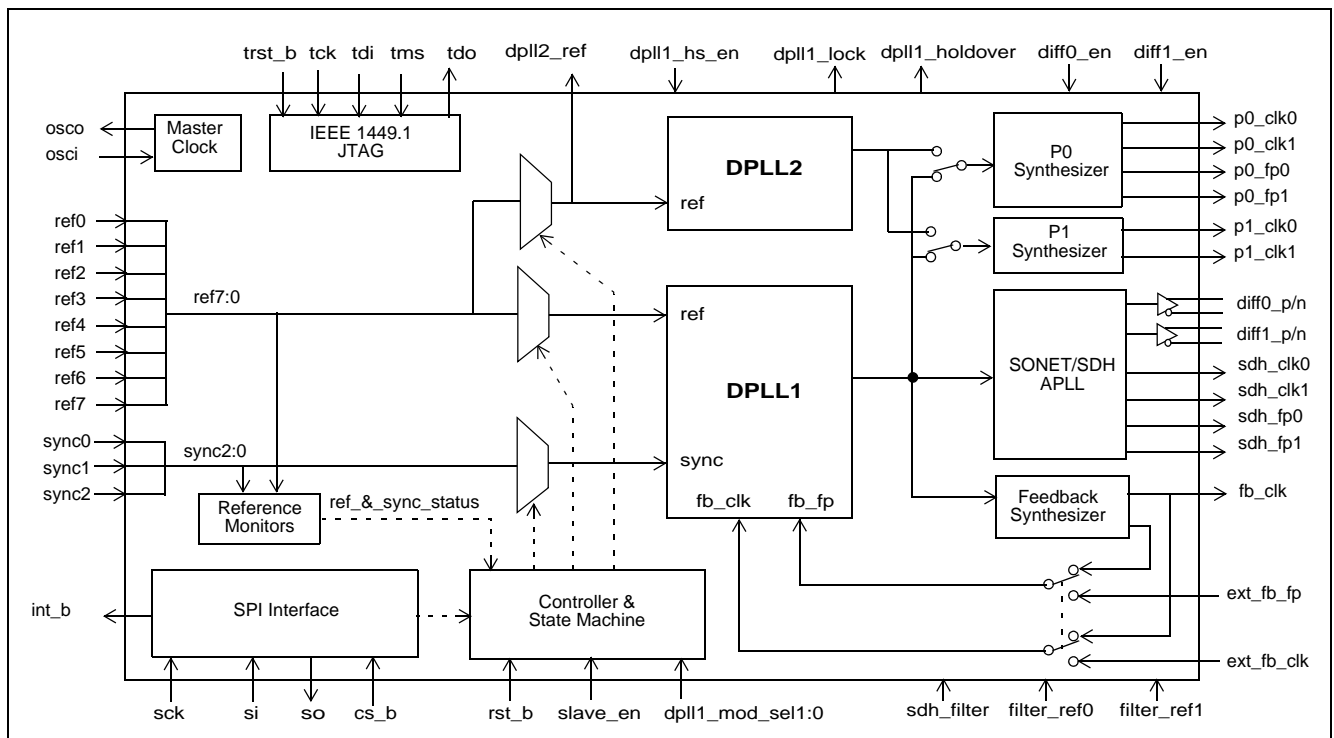 trst_b tck tdi tms tdo dpll2_ref dpll1_hs_en dpll1_lock dpll1_holdover diff0_en diff1_en
osco
osci
Master
Clock
IEEE 1449.1
JTAG
DPLL2
ref
P0
Synthesizer
p0_clk0
p0_clk1
p0_fp0
p0_fp1
P1
Synthesizer
p1_clk0
p1_clk1
ref0
ref1
ref2
ref3
ref4
ref5
ref6
ref7
ref7:0
ref
DPLL1
sync
fb_clk fb_fp
SONET/SDH
APLL
diff0_p/n
diff1_p/n
sdh_clk0
sdh_clk1
sdh_fp0
sdh_fp1
sync0
sync1
sync2
sync2:0
Reference
Monitors
ref_&_sync_status
Feedback
Synthesizer
fb_clk
int_b
SPI Interface
Controller &
State Machine
ext_fb_fp
ext_fb_clk
sck si so cs_b rst_b slave_en dpll1_mod_sel1:0 sdh_filter filter_ref0 filter_ref1